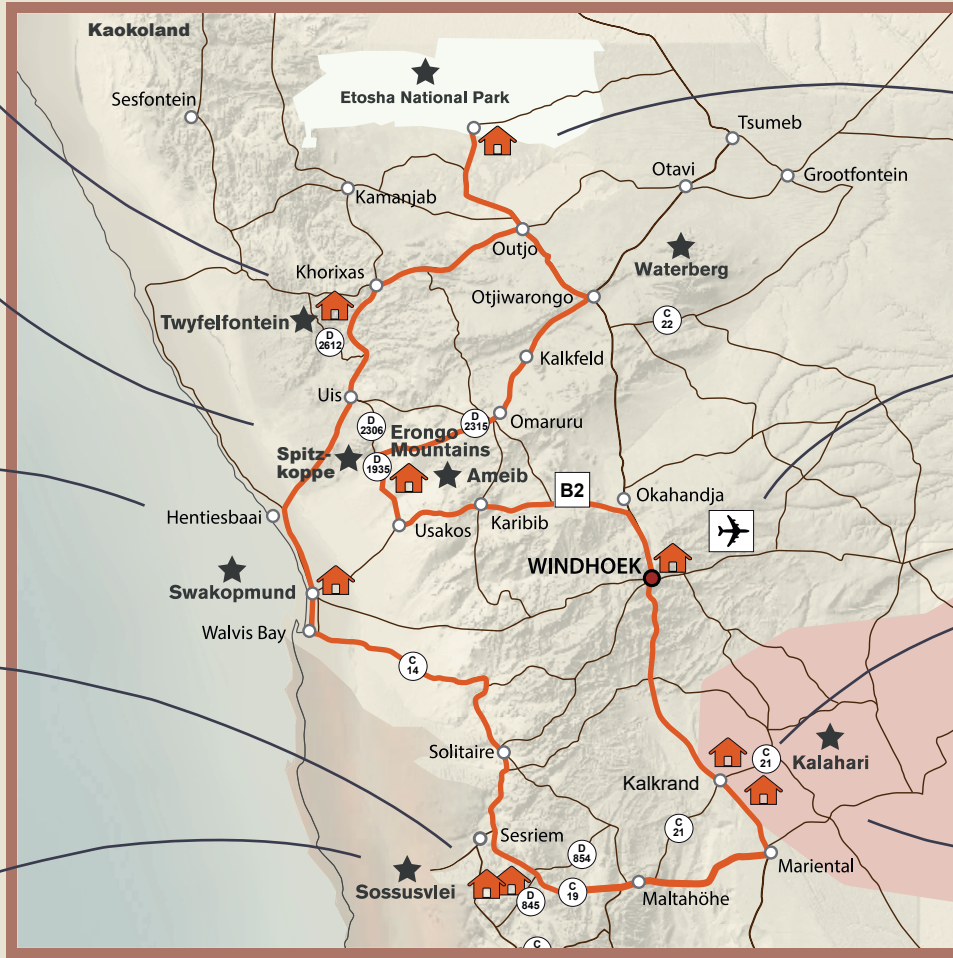 Kaokoland
Etosha National Park
Sesfontein
Tsumeb
Otavi
Grootfontein
Kamanjab
Outjo
Waterberg
Khorixas
Otjiwarongo
C
22
Twyfelfontein
D
2612
Kalkfeld
Uis
D
2306
D
2315
Omaruru
Erongo
Mountains
Spitz-
koppe
D
1935
Ameib
B2
Okahandja
Hentiesbaai
Usakos
Karibib
WINDHOEK
Swakopmund
Walvis Bay
C
14
Solitaire
Kalkrand
C
21
Kalahari
Sesriem
C
21
D
854
Mariental
Sossusvlei
D
845
C
19
Maltahöhe
C